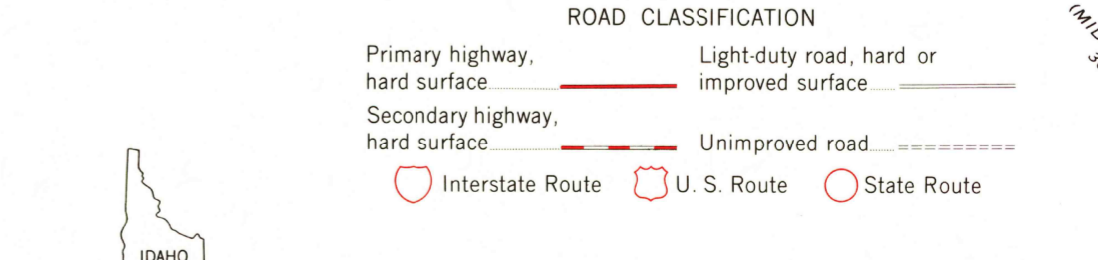 ROAD CLASSIFICATION
Primary highway,
hard surface
Light-duty road, hard or
improved surface
Secondary highway,
hard surface
Unimproved road
Interstate Route
U. S. Route
State Route
IDAHO